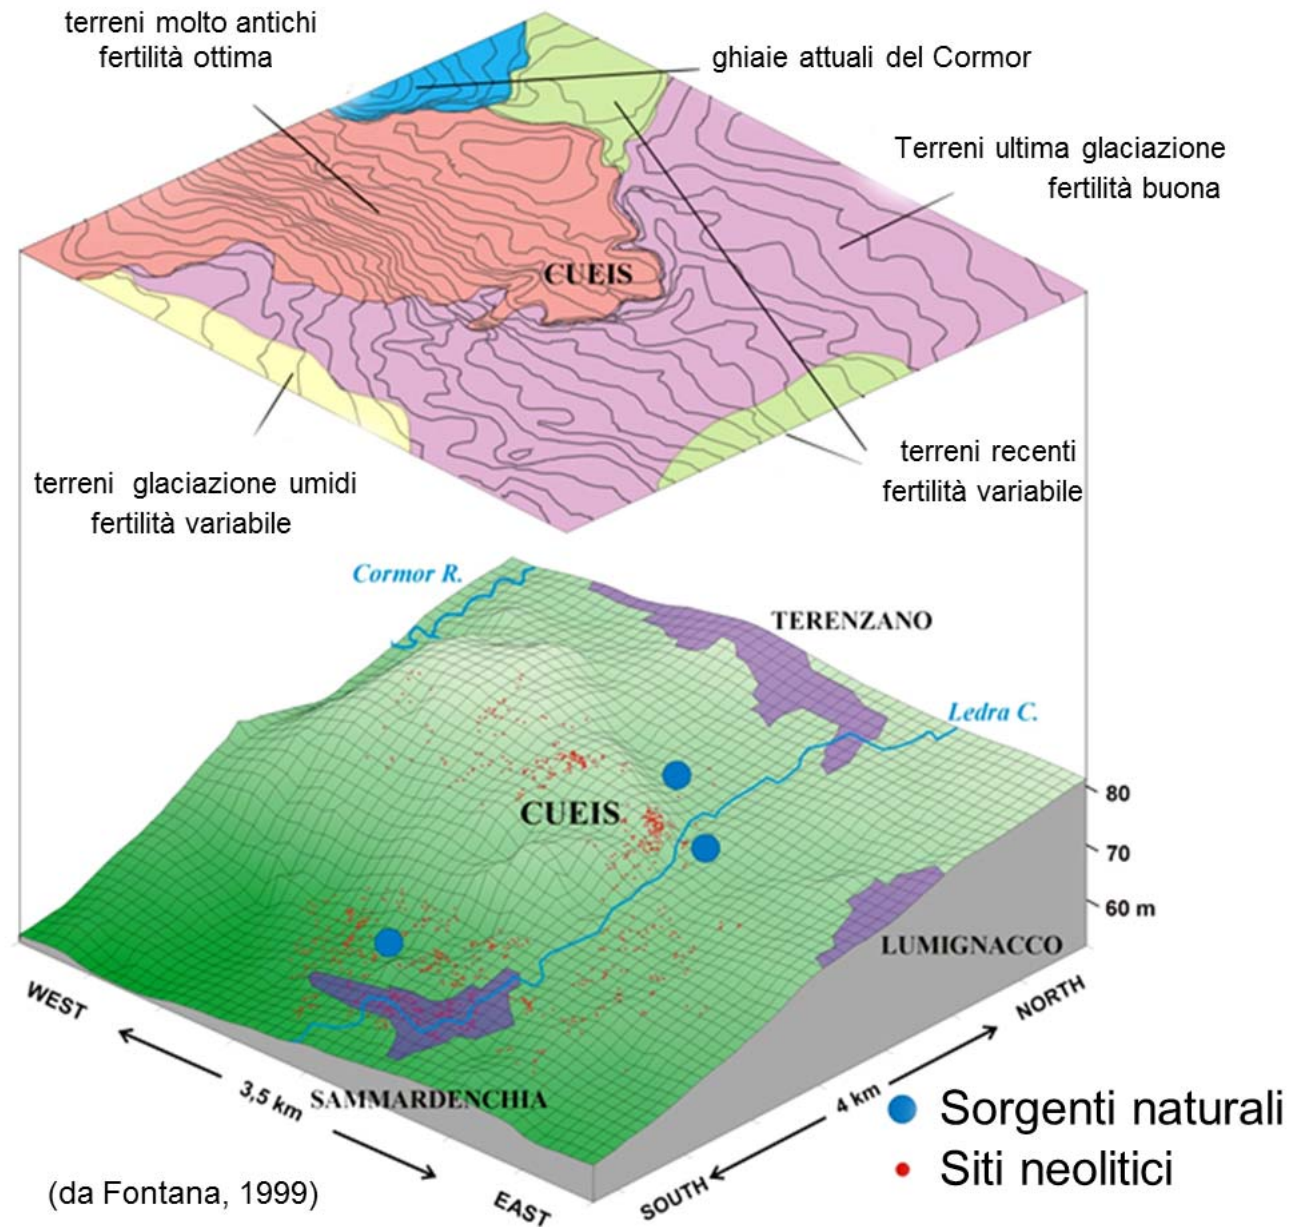 terreni molto antichi
fertilità ottima
ghiaie attuali del Cormor
Terreni ultima glaciazione
fertilità buona
CUEIS
terreni recenti
fertilità variabile
terreni glaciazione umidi
fertilità variabile
Cormor R.
TERENZANO
Ledra C.
80
CUEIS
70
60 m
LUMIGNACCO
WEST
NORTH
3,5 km
SAMMARDENCHIA
4 km
Sorgenti naturali
Siti neolitici
(da Fontana, 1999)
EAST
SOUTH